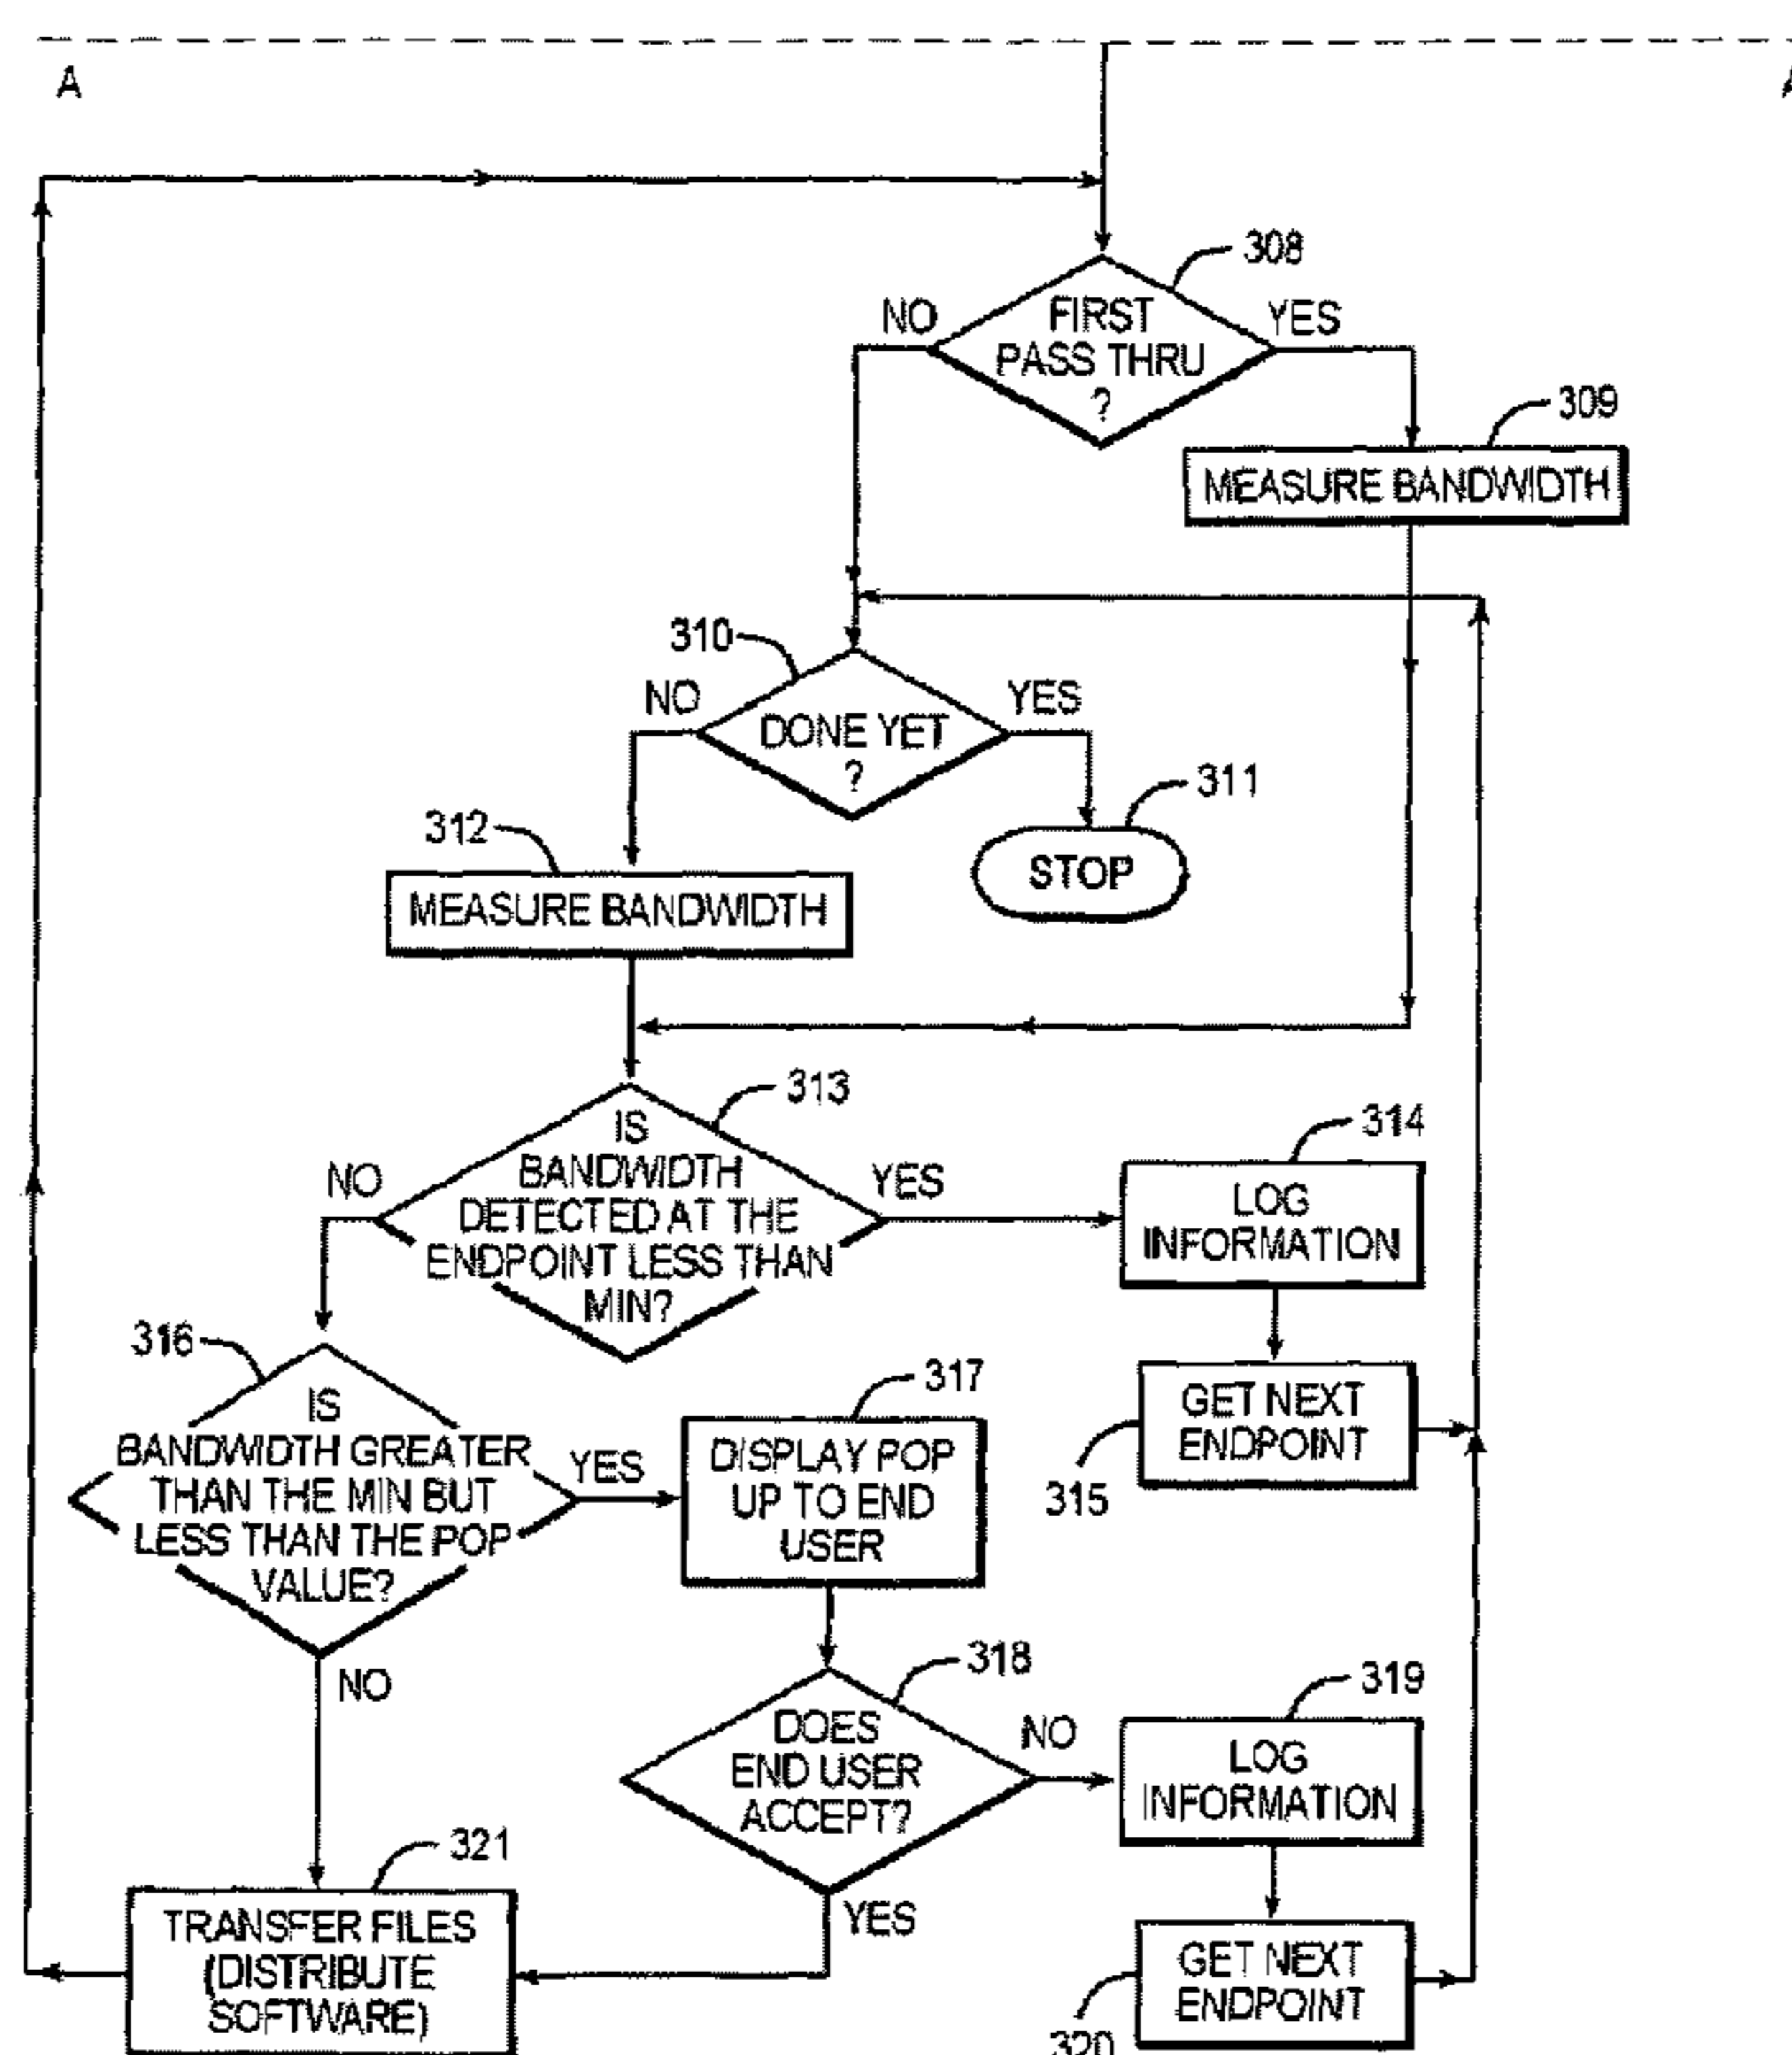 A
308
NO
FIRST
PASS THRU
?
YES
309
MEASURE BANDWIDTH
310
NO
DONE YET
?
YES
311
STOP
312
MEASURE BANDWIDTH
313
NO
IS
BANDWIDTH
DETECTED AT THE
ENDPOINT LESS THAN
MIN?
YES
314
LOG
INFORMATION
315
GET NEXT
ENDPOINT
316
IS
BANDWIDTH GREATER
THAN THE MIN BUT
LESS THAN THE POP
VALUE?
YES
NO
317
DISPLAY POP
UP TO END
USER
318
DOES
END USER
ACCEPT?
NO
YES
319
LOG
INFORMATION
320
GET NEXT
ENDPOINT
321
TRANSFER FILES
(DISTRIBUTE
SOFTWARE)